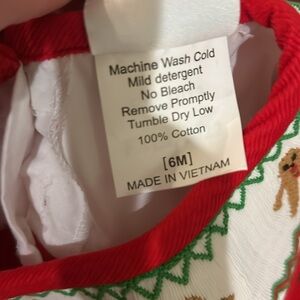 Machine Wash Cold
Mild detergent
No Bleach
Remove Promptly
Tumble Dry Low
100% Cotton
[6M]
MADE IN VIETNAM